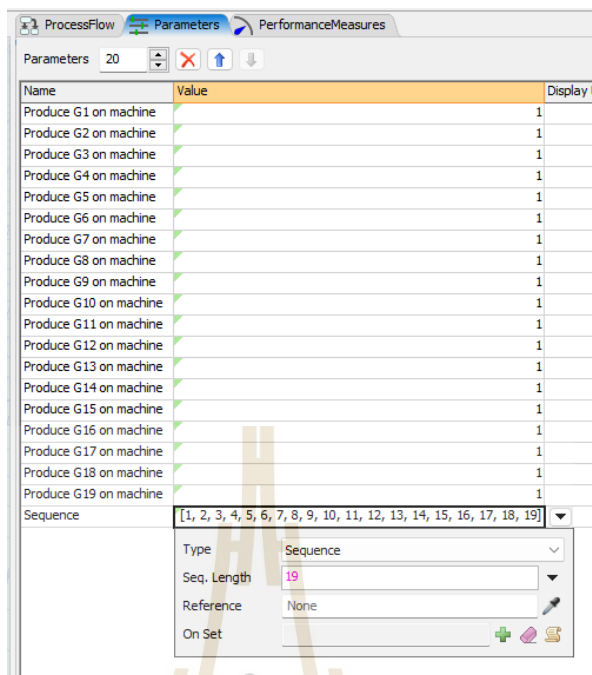 ProcessFlow Parameters PerformanceMeasures
Parameters 20
Name Value Display
Produce G1 on machine 1
Produce G2 on machine 1
Produce G3 on machine 1
Produce G4 on machine 1
Produce G5 on machine 1
Produce G6 on machine 1
Produce G7 on machine 1
Produce G8 on machine 1
Produce G9 on machine 1
Produce G10 on machine 1
Produce G11 on machine 1
Produce G12 on machine 1
Produce G13 on machine 1
Produce G14 on machine 1
Produce G15 on machine 1
Produce G16 on machine 1
Produce G17 on machine 1
Produce G18 on machine 1
Produce G19 on machine 1
Sequence [1, 2, 3, 4, 5, 6, 7, 8, 9, 10, 11, 12, 13, 14, 15, 16, 17, 18, 19]
Type Sequence
Seq. Length 19
Reference None
On Set